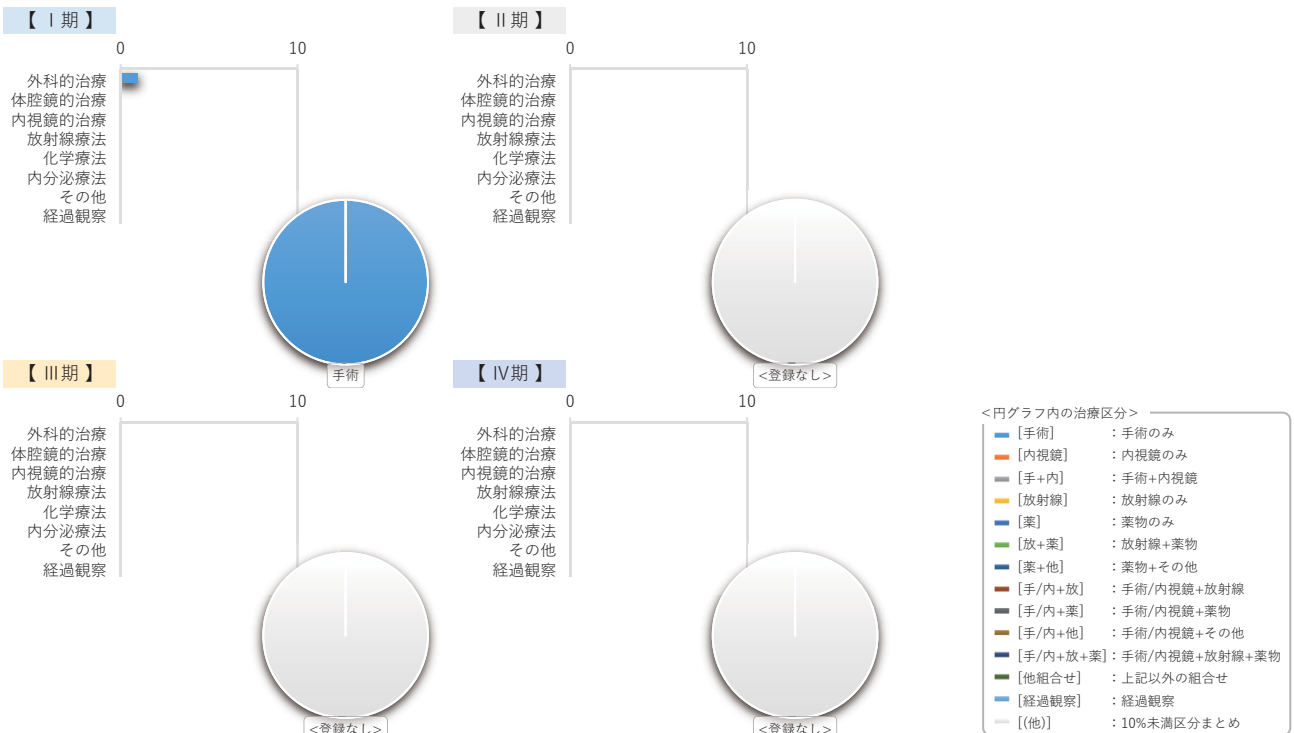 【 Ⅰ期 】
0 10
外科的治療
体腔鏡的治療
内視鏡的治療
放射線療法
化学療法
内分泌療法
その他
経過観察
手術
【 Ⅱ期 】
0 10
外科的治療
体腔鏡的治療
内視鏡的治療
放射線療法
化学療法
内分泌療法
その他
経過観察
<登録なし>
【 Ⅲ期 】
0 10
外科的治療
体腔鏡的治療
内視鏡的治療
放射線療法
化学療法
内分泌療法
その他
経過観察
<登録なし>
【 Ⅳ期 】
0 10
外科的治療
体腔鏡的治療
内視鏡的治療
放射線療法
化学療法
内分泌療法
その他
経過観察
<登録なし>
<円グラフ内の治療区分>
[手術] ：手術のみ
[内視鏡] ：内視鏡のみ
[手+内] ：手術+内視鏡
[放射線] ：放射線のみ
[薬] ：薬物のみ
[放+薬] ：放射線+薬物
[薬+他] ：薬物+その他
[手/内+放] ：手術/内視鏡+放射線
[手/内+薬] ：手術/内視鏡+薬物
[手/内+他] ：手術/内視鏡+その他
[手/内+放+薬]：手術/内視鏡+放射線+薬物
[他組合せ] ：上記以外の組合せ
[経過観察] ：経過観察
[(他)] ：10%未満区分まとめ